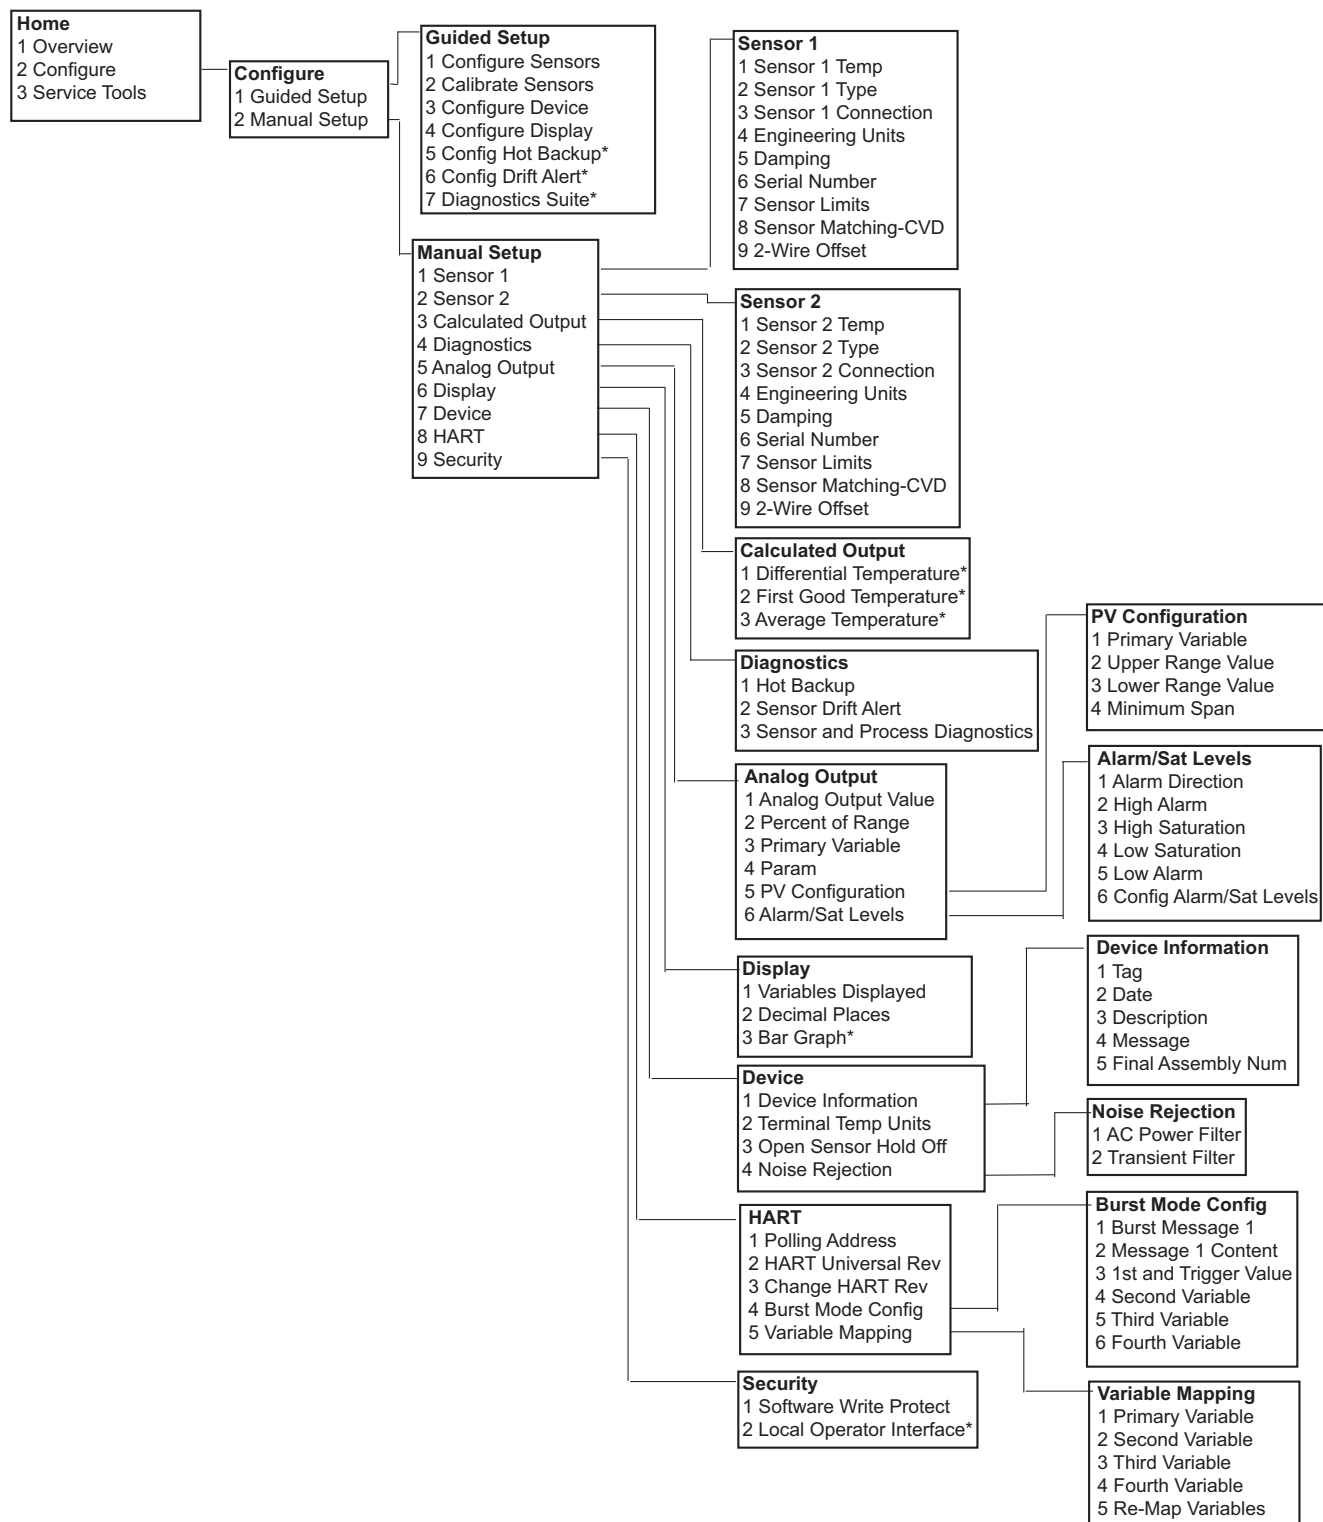 Home
1 Overview
2 Configure
3 Service Tools
Configure
1 Guided Setup
2 Manual Setup
Guided Setup
1 Configure Sensors
2 Calibrate Sensors
3 Configure Device
4 Configure Display
5 Config Hot Backup*
6 Config Drift Alert*
7 Diagnostics Suite*
Manual Setup
1 Sensor 1
2 Sensor 2
3 Calculated Output
4 Diagnostics
5 Analog Output
6 Display
7 Device
8 HART
9 Security
Sensor 1
1 Sensor 1 Temp
2 Sensor 1 Type
3 Sensor 1 Connection
4 Engineering Units
5 Damping
6 Serial Number
7 Sensor Limits
8 Sensor Matching-CVD
9 2-Wire Offset
Sensor 2
1 Sensor 2 Temp
2 Sensor 2 Type
3 Sensor 2 Connection
4 Engineering Units
5 Damping
6 Serial Number
7 Sensor Limits
8 Sensor Matching-CVD
9 2-Wire Offset
Calculated Output
1 Differential Temperature*
2 First Good Temperature*
3 Average Temperature*
Diagnostics
1 Hot Backup
2 Sensor Drift Alert
3 Sensor and Process Diagnostics
Analog Output
1 Analog Output Value
2 Percent of Range
3 Primary Variable
4 Param
5 PV Configuration
6 Alarm/Sat Levels
Display
1 Variables Displayed
2 Decimal Places
3 Bar Graph*
Device
1 Device Information
2 Terminal Temp Units
3 Open Sensor Hold Off
4 Noise Rejection
HART
1 Polling Address
2 HART Universal Rev
3 Change HART Rev
4 Burst Mode Config
5 Variable Mapping
Security
1 Software Write Protect
2 Local Operator Interface*
PV Configuration
1 Primary Variable
2 Upper Range Value
3 Lower Range Value
4 Minimum Span
Alarm/Sat Levels
1 Alarm Direction
2 High Alarm
3 High Saturation
4 Low Saturation
5 Low Alarm
6 Config Alarm/Sat Levels
Device Information
1 Tag
2 Date
3 Description
4 Message
5 Final Assembly Num
Noise Rejection
1 AC Power Filter
2 Transient Filter
Burst Mode Config
1 Burst Message 1
2 Message 1 Content
3 1st and Trigger Value
4 Second Variable
5 Third Variable
6 Fourth Variable
Variable Mapping
1 Primary Variable
2 Second Variable
3 Third Variable
4 Fourth Variable
5 Re-Map Variables